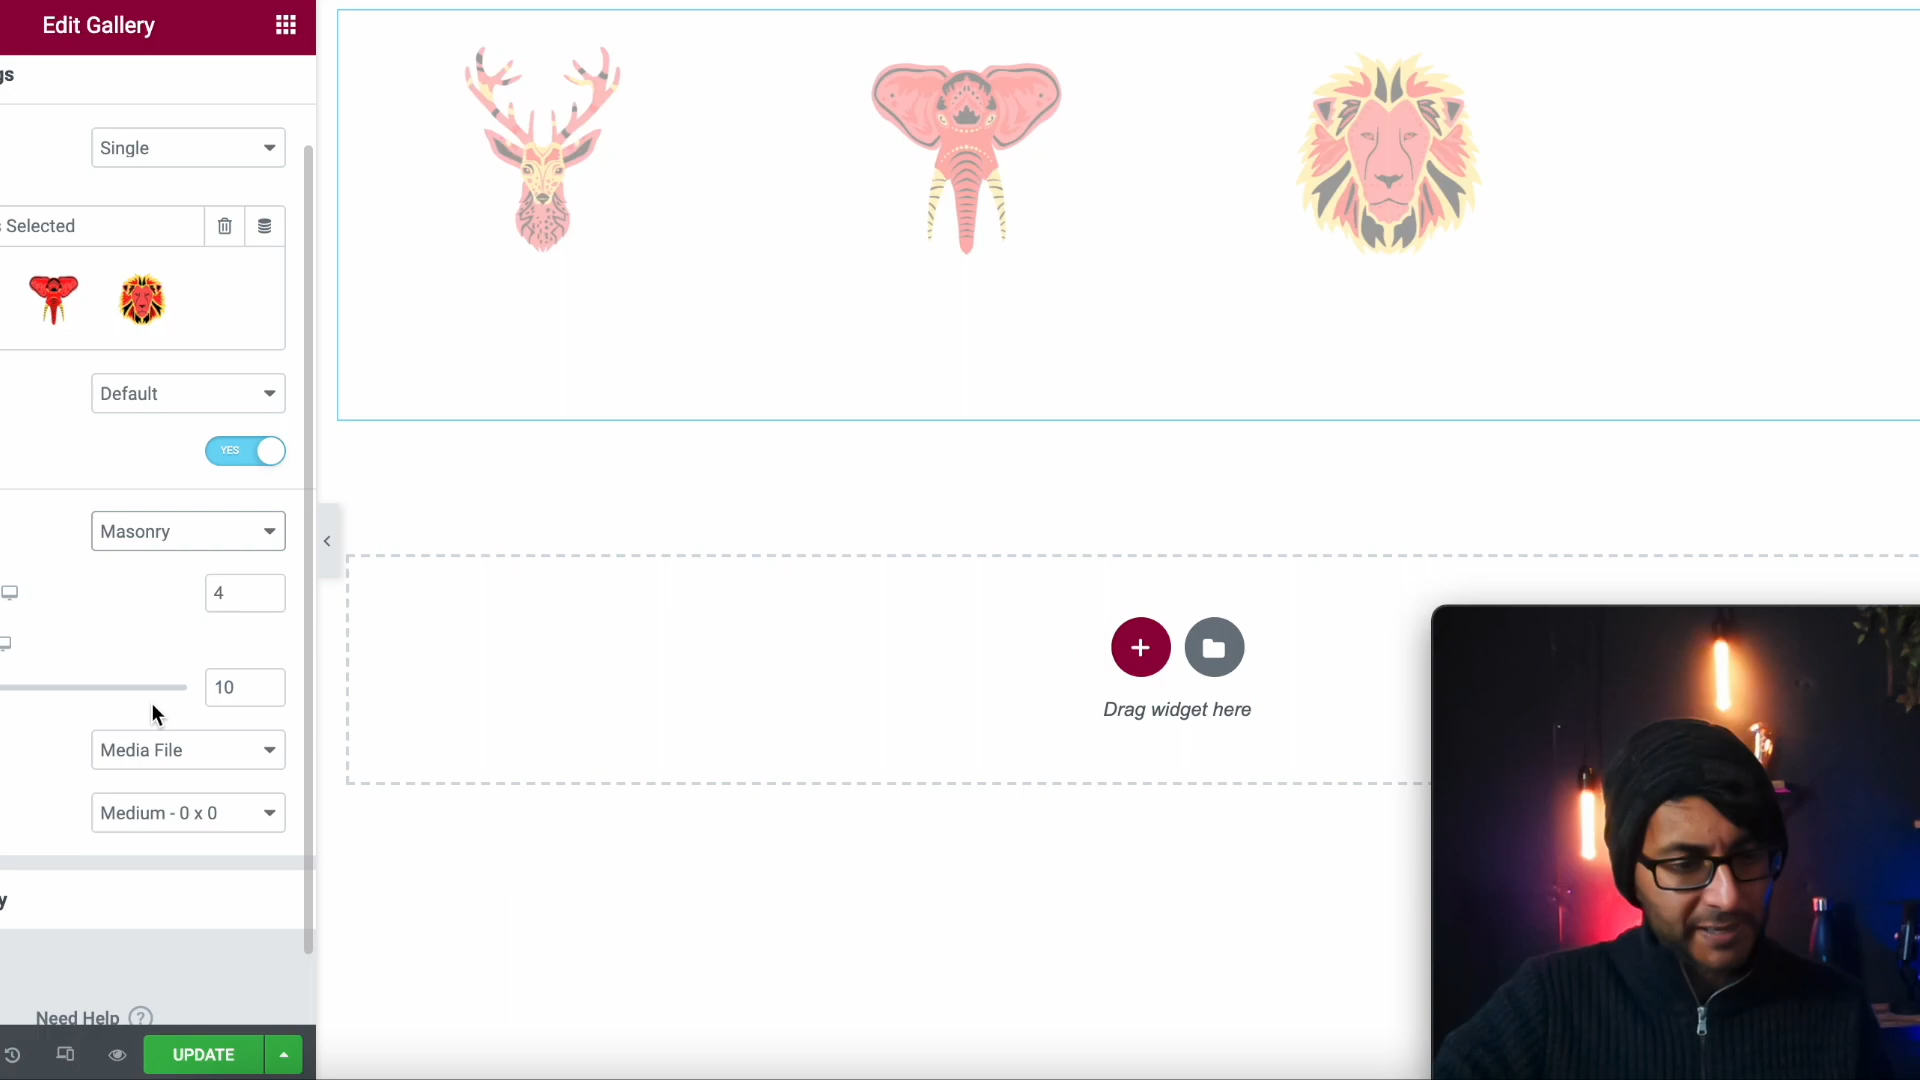 Edit Gallery
gs
Single
s Selected
Default
YES
Masonry
4
10
Media File
Medium - 0 x 0
y
Need Help ?
UPDATE
Drag widget here